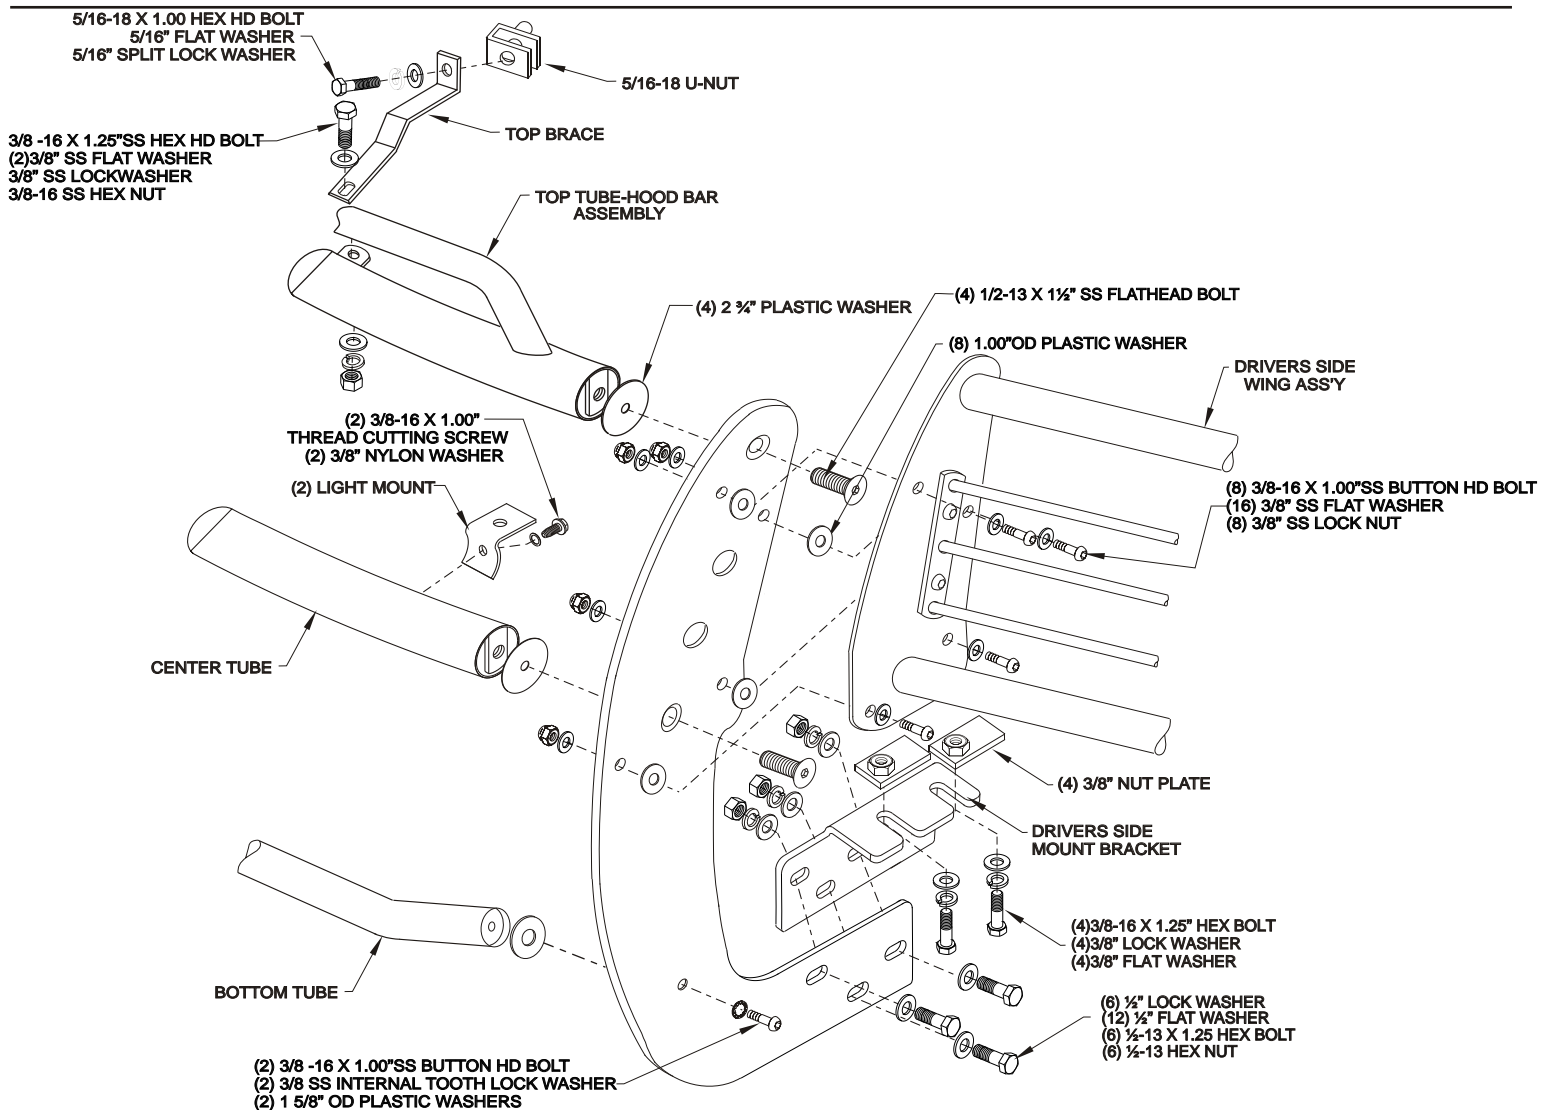 5/16-18 X 1.00 HEX HD BOLT
5/16" FLAT WASHER
5/16" SPLIT LOCK WASHER
5/16-18 U-NUT
3/8 -16 X 1.25"SS HEX HD BOLT
(2)3/8" SS FLAT WASHER
3/8" SS LOCKWASHER
3/8-16 SS HEX NUT
TOP BRACE
TOP TUBE-HOOD BAR
ASSEMBLY
(4) 2 ¾" PLASTIC WASHER
(4) 1/2-13 X 1½" SS FLATHEAD BOLT
(8) 1.00"OD PLASTIC WASHER
DRIVERS SIDE
WING ASS'Y
(2) 3/8-16 X 1.00"
THREAD CUTTING SCREW
(2) 3/8" NYLON WASHER
(2) LIGHT MOUNT
(8) 3/8-16 X 1.00"SS BUTTON HD BOLT
(16) 3/8" SS FLAT WASHER
(8) 3/8" SS LOCK NUT
CENTER TUBE
(4) 3/8" NUT PLATE
DRIVERS SIDE
MOUNT BRACKET
(4)3/8-16 X 1.25" HEX BOLT
(4)3/8" LOCK WASHER
(4)3/8" FLAT WASHER
BOTTOM TUBE
(6) ½" LOCK WASHER
(12) ½" FLAT WASHER
(6) ½-13 X 1.25 HEX BOLT
(6) ½-13 HEX NUT
(2) 3/8 -16 X 1.00"SS BUTTON HD BOLT
(2) 3/8 SS INTERNAL TOOTH LOCK WASHER
(2) 1 5/8" OD PLASTIC WASHERS